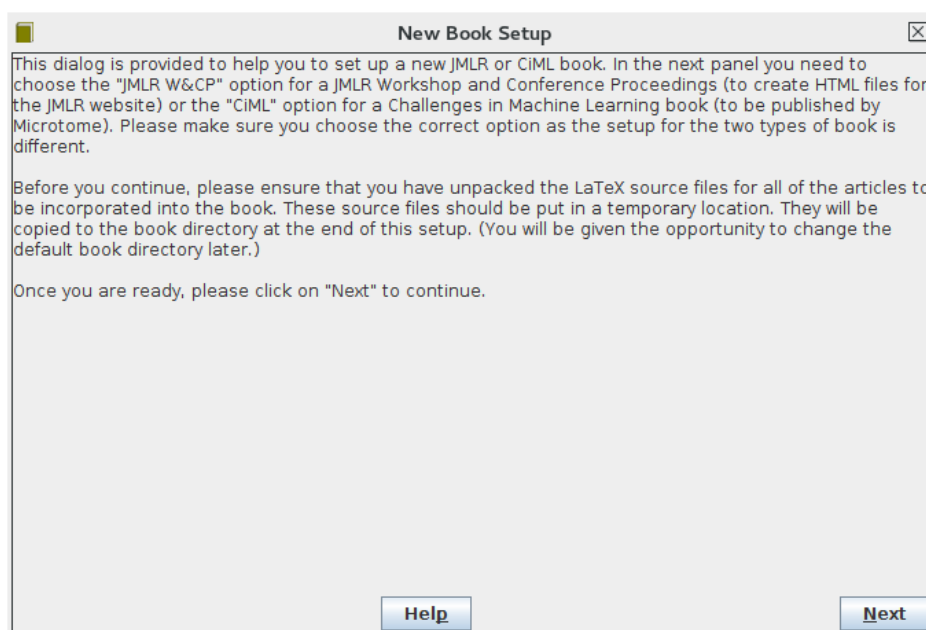 New Book Setup
This dialog is provided to help you to set up a new JMLR or CiML book. In the next panel you need to
choose the "JMLR W&CP" option for a JMLR Workshop and Conference Proceedings (to create HTML files for
the JMLR website) or the "CiML" option for a Challenges in Machine Learning book (to be published by
Microtome). Please make sure you choose the correct option as the setup for the two types of book is
different.
Before you continue, please ensure that you have unpacked the LaTeX source files for all of the articles to
be incorporated into the book. These source files should be put in a temporary location. They will be
copied to the book directory at the end of this setup. (You will be given the opportunity to change the
default book directory later.)
Once you are ready, please click on "Next" to continue.
Help
Next